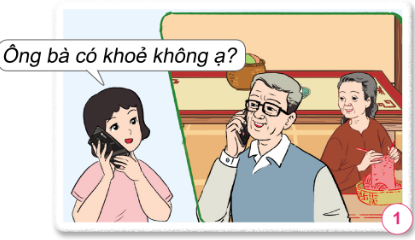 Ông bà có khoẻ không ạ?
1